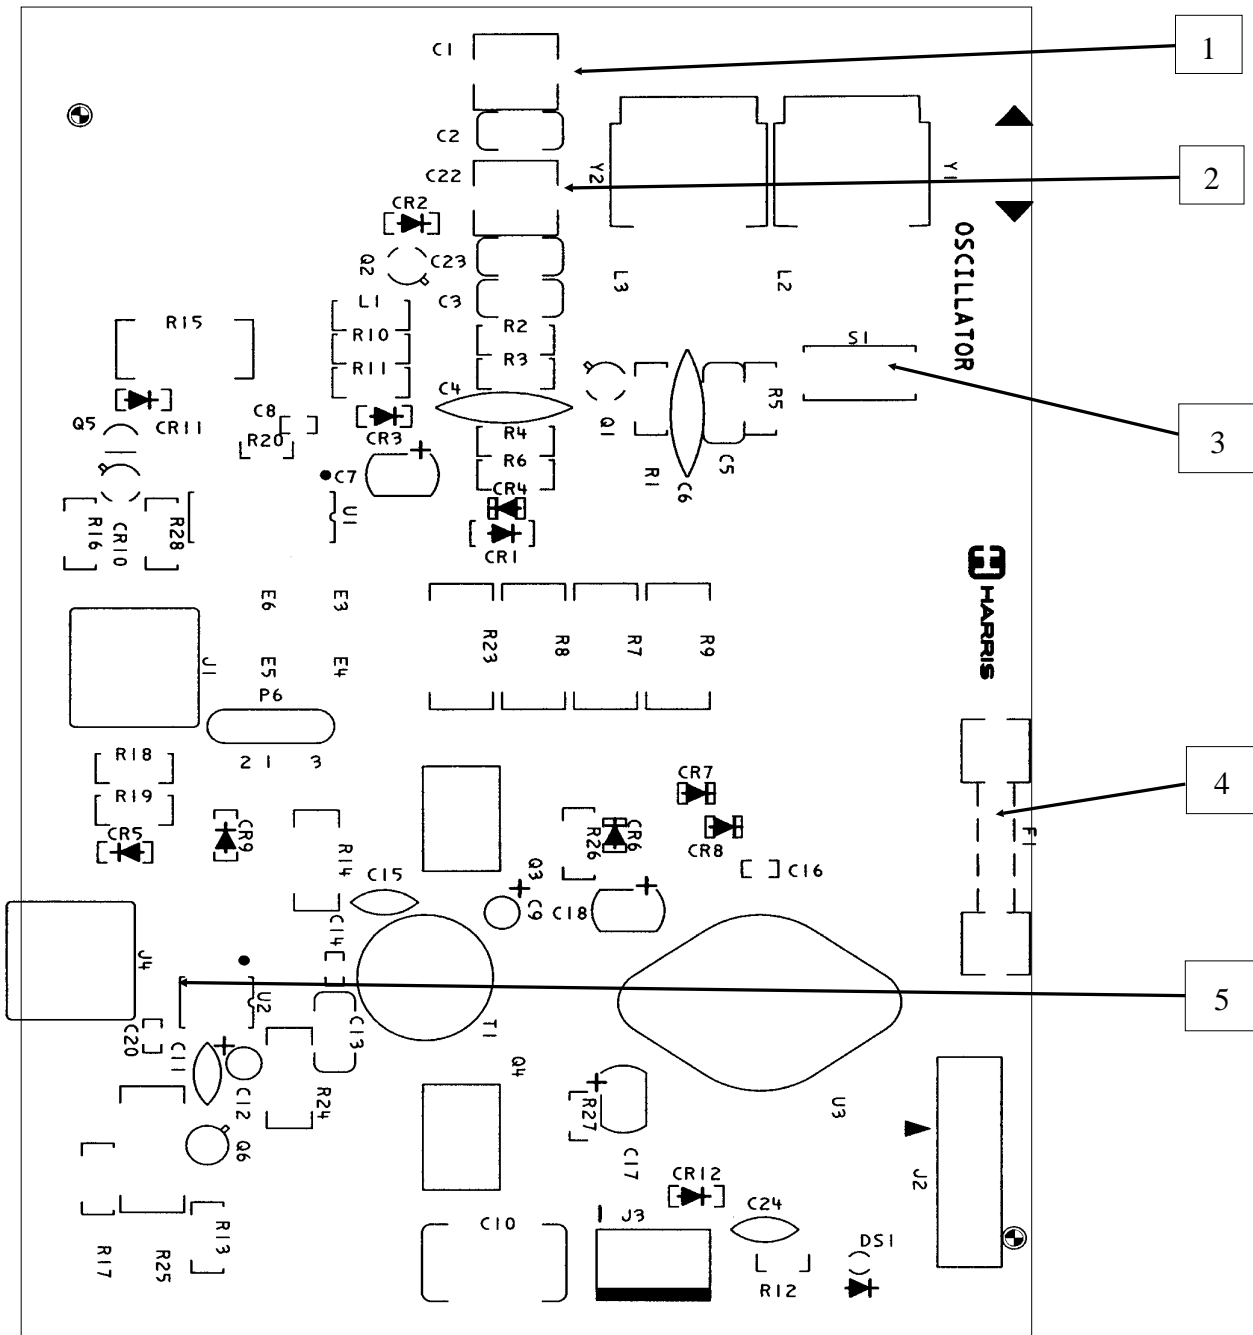 C1
1
C2
C22
Y2
Y1
2
CR2
Q2
C23
L3
L2
OSCILLATOR
C3
L1
R15
R10
R2
S1
R11
R3
C4
R5
C8
Q5
CR11
R20
CR3
R4
Q1
3
C7
R6
R1
C6
C5
CR4
U1
R16
CR10
R28
CR1
HARRIS
E6
E3
R23
R8
R7
R9
J1
E5
E4
P6
R18
2 1 3
CR7
4
R19
CR5
CR9
R14
R26
CR6
CR8
F1
C15
Q3
C16
C9
C18
C14
J4
U2
C13
T1
5
C20
C11
Q4
C12
R24
R27
U3
Q6
C17
J2
CR12
C24
C10
J3
R17
R25
R13
DS1
R12